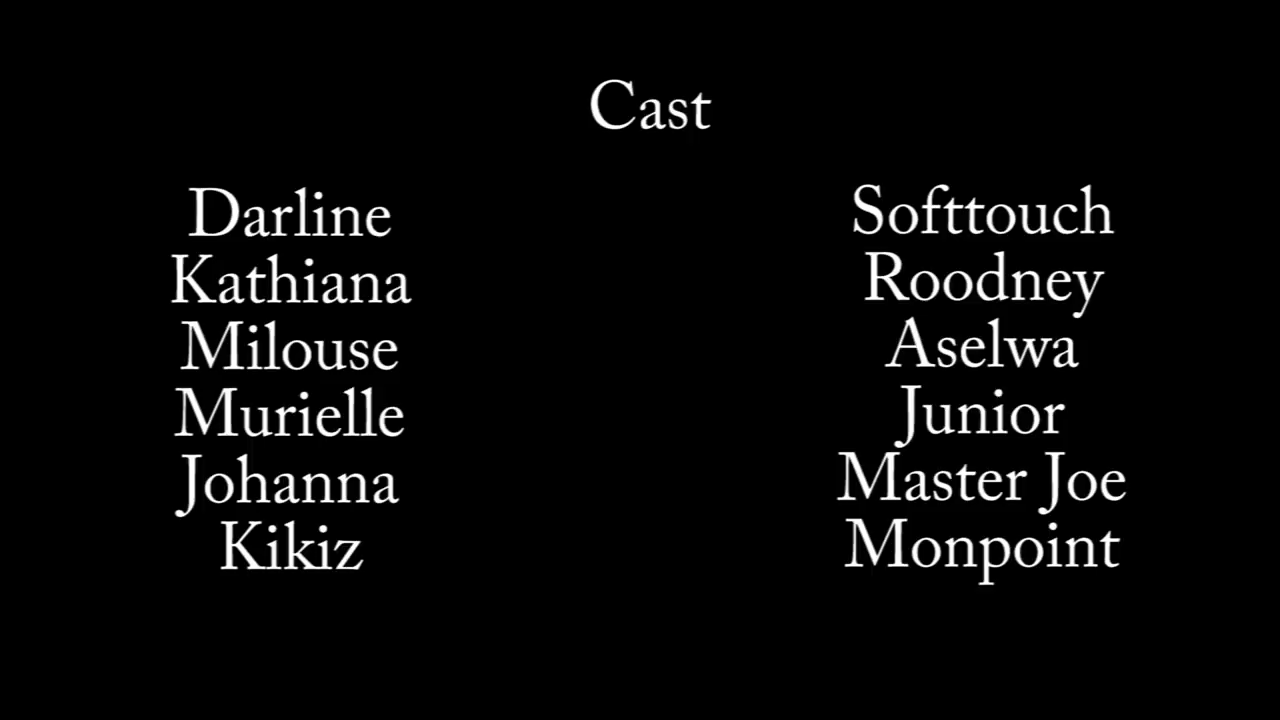 Cast
Darline
Kathiana
Milouse
Murielle
Johanna
Kikiz
Softtouch
Roodney
Aselwa
Junior
Master Joe
Monpoint